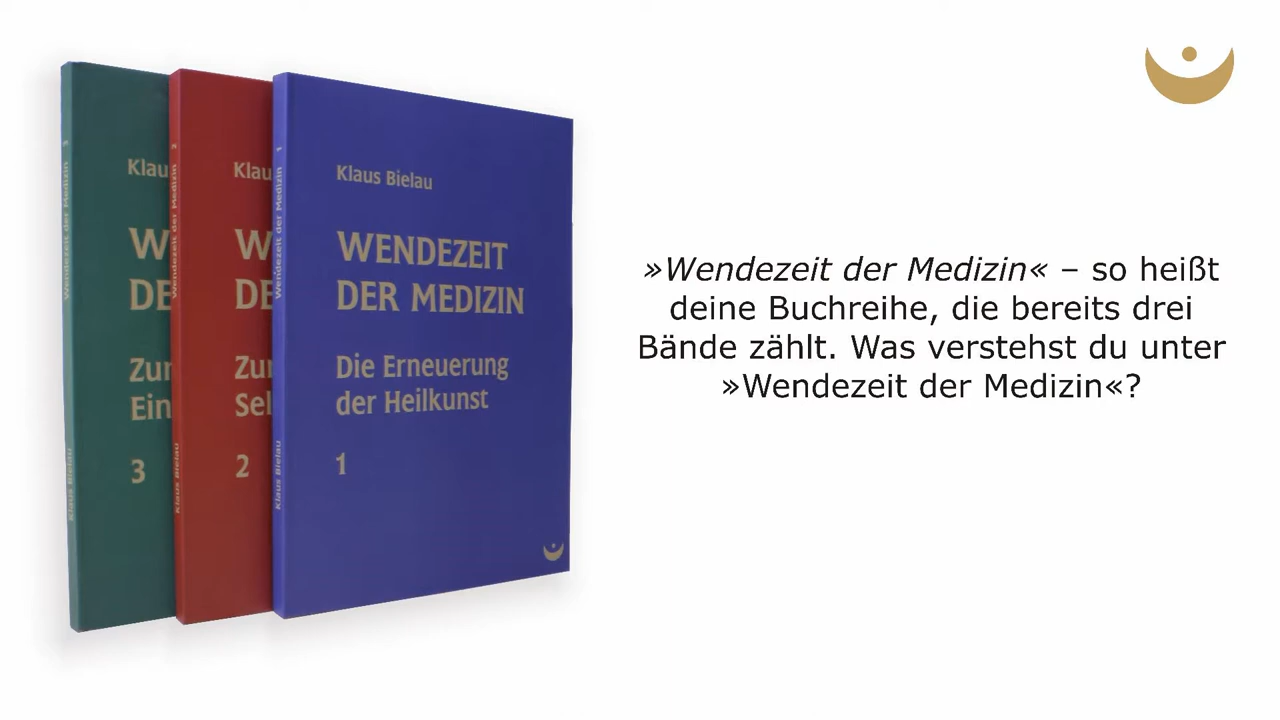 Klaus Bielau
WENDEZEIT
DER MEDIZIN
Die Erneuerung
der Heilkunst
1
Wendezeit der Medizin 1
Klaus Bielau
Klau
W
DE
Zur
Sel
2
Wendezeit der Medizin 2
Klaus Bielau
Klau
W
DE
Zur
Ein
3
Wendezeit der Medizin 3
Klaus Bielau
»Wendezeit der Medizin« – so heißt
deine Buchreihe, die bereits drei
Bände zählt. Was verstehst du unter
»Wendezeit der Medizin«?